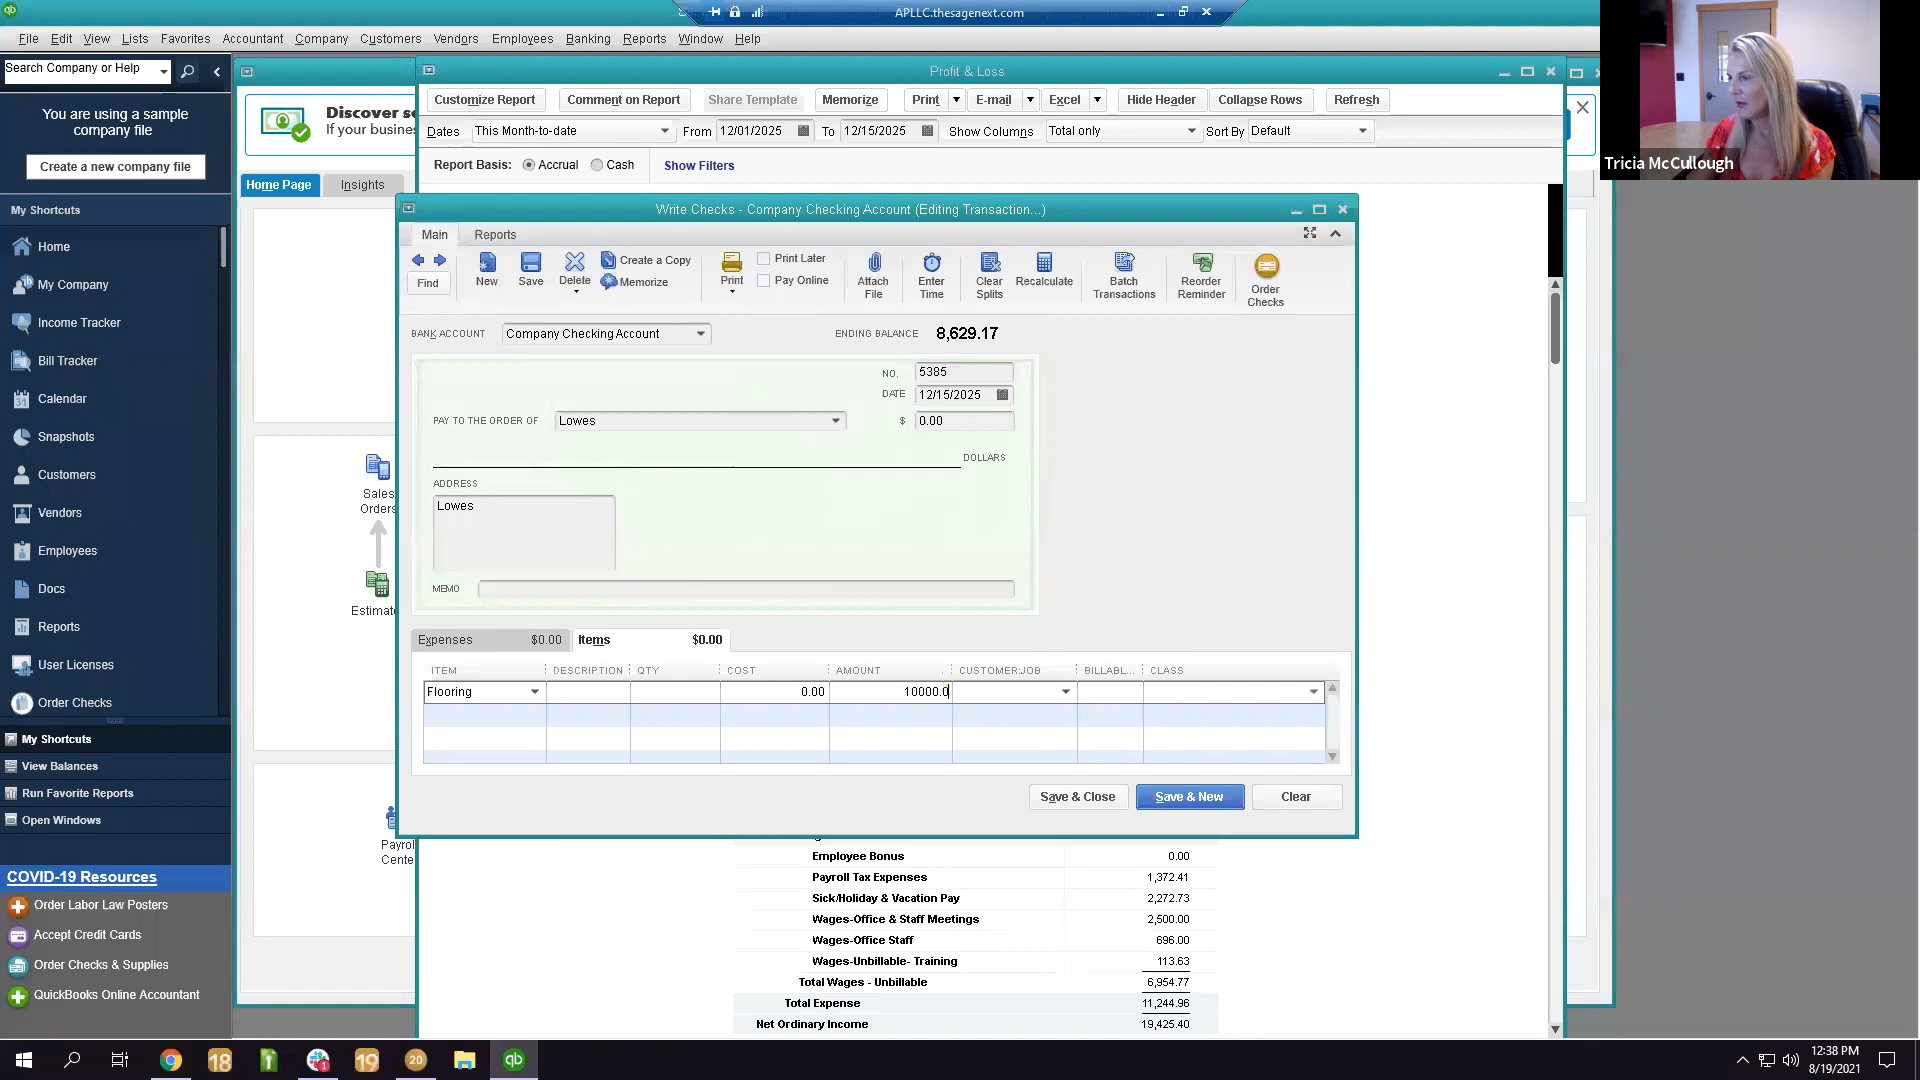 APLLC.thesagenext.com
File Edit View Lists Favorites Accountant Company Customers Vendors Employees Banking Reports Window Help
Search Company or Help
You are using a sample
company file
Create a new company file
My Shortcuts
Home
My Company
Income Tracker
Bill Tracker
Calendar
Snapshots
Customers
Vendors
Employees
Docs
Reports
User Licenses
Order Checks
My Shortcuts
View Balances
Run Favorite Reports
Open Windows
COVID-19 Resources
Order Labor Law Posters
Accept Credit Cards
Order Checks & Supplies
QuickBooks Online Accountant
Discover
If your busine
Home Page Insights
Sales
Orders
Payrol
Cente
Profit & Loss
Customize Report Comment on Report Share Template Memorize Print E-mail Excel Hide Header Collapse Rows Refresh
Dates This Month-to-date From 12/01/2025 To 12/15/2025 Show Columns Total only Sort By Default
Report Basis: Accrual Cash Show Filters
Write Checks - Company Checking Account (Editing Transaction...)
Main Reports
Find
New
Save
Delete
Create a Copy
Memorize
Print
Print Later
Pay Online
Attach
File
Enter
Time
Clear
Splits
Recalculate
Batch
Transactions
Reorder
Reminder
Order
Checks
BANK ACCOUNT Company Checking Account ENDING BALANCE 8,629.17
NO. 5385
DATE 12/15/2025
PAY TO THE ORDER OF Lowes $ 0.00
DOLLARS
ADDRESS
Lowes
MEMO
Expenses $0.00 Items $0.00
ITEM DESCRIPTION QTY COST AMOUNT CUSTOMER:JOB BILLABL... CLASS
Flooring 0.00 10000.0
Save & Close Save & New Clear
Employee Bonus 0.00
Payroll Tax Expenses 1,372.41
Sick/Holiday & Vacation Pay 2,272.73
Wages-Office & Staff Meetings 2,500.00
Wages-Office Staff 696.00
Wages-Unbillable- Training 113.63
Total Wages - Unbillable 6,954.77
Total Expense 11,244.96
Net Ordinary Income 19,425.40
Tricia McCullough
18
19
20
qb
12:38 PM
8/19/2021